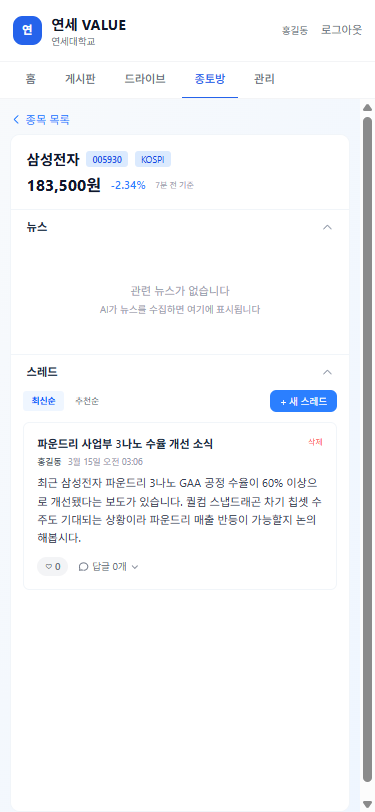 연
연세 VALUE
연세대학교
홍길동
로그아웃
홈
게시판
드라이브
종토방
관리
종목 목록
삼성전자
005930
KOSPI
183,500원
-2.34%
7분 전 기준
뉴스
관련 뉴스가 없습니다
AI가 뉴스를 수집하면 여기에 표시됩니다
스레드
최신순
추천순
+ 새 스레드
파운드리 사업부 3나노 수율 개선 소식
삭제
홍길동 3월 15일 오전 03:06
최근 삼성전자 파운드리 3나노 GAA 공정 수율이 60% 이상으
로 개선됐다는 보도가 있습니다. 퀄컴 스냅드래곤 차기 칩셋 수
주도 기대되는 상황이라 파운드리 매출 반등이 가능할지 논의
해봅시다.
0
답글 0개